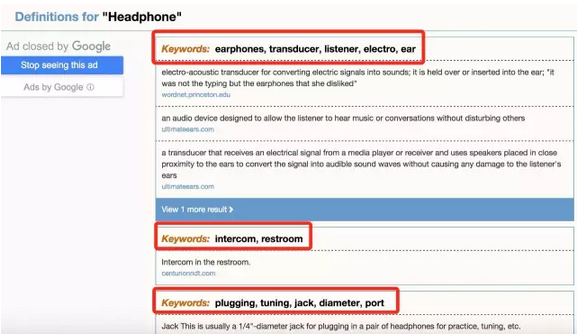 Definitions for "Headphone"
Ad closed by Google
Stop seeing this ad
Ads by Google ⓘ
Keywords: earphones, transducer, listener, electro, ear
electro-acoustic transducer for converting electric signals into sounds; it is held over or inserted into the ear; "it
was not the typing but the earphones that she disliked"
wordnet.princeton.edu
an audio device designed to allow the listener to hear music or conversations without disturbing others
ultimateears.com
a transducer that receives an electrical signal from a media player or receiver and uses speakers placed in close
proximity to the ears to convert the signal into audible sound waves without causing any damage to the listener's
ears
ultimateears.com
View 1 more result >
Keywords: intercom, restroom
Intercom in the restroom.
centurionndt.com
Keywords: plugging, tuning, jack, diameter, port
Jack This is usually a 1/4"-diameter jack for plugging in a pair of headphones for practice, tuning, etc.